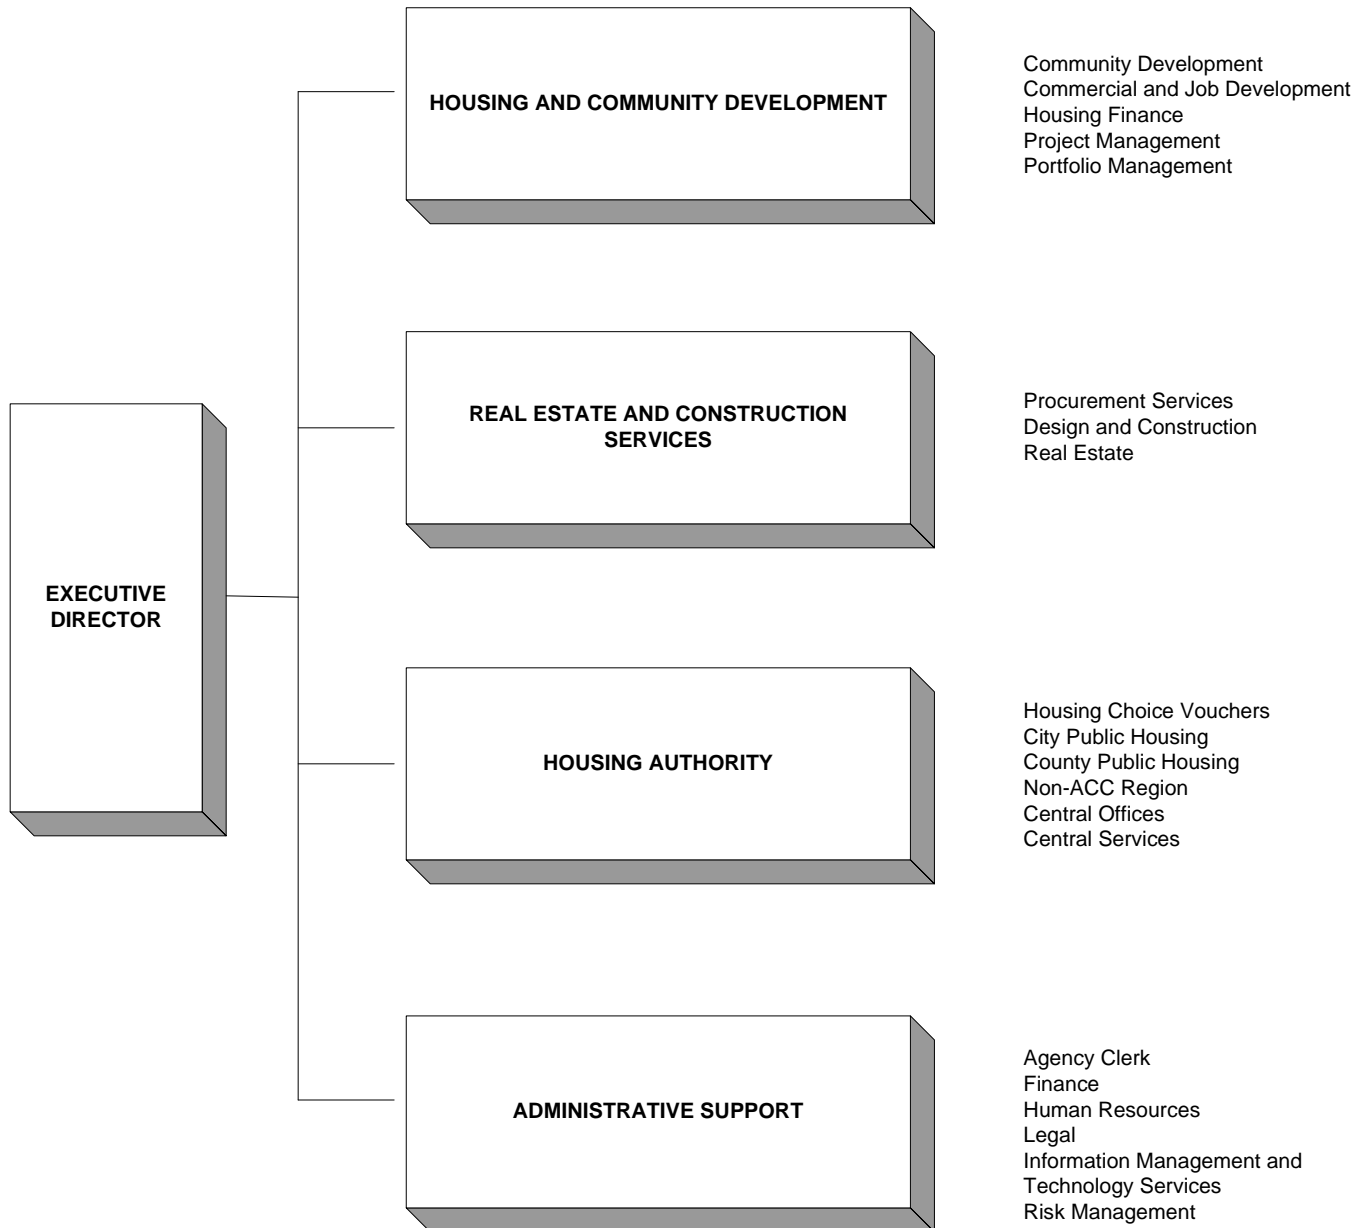 HOUSING AND COMMUNITY DEVELOPMENT
Community Development
Commercial and Job Development
Housing Finance
Project Management
Portfolio Management
REAL ESTATE AND CONSTRUCTION
SERVICES
Procurement Services
Design and Construction
Real Estate
EXECUTIVE
DIRECTOR
HOUSING AUTHORITY
Housing Choice Vouchers
City Public Housing
County Public Housing
Non-ACC Region
Central Offices
Central Services
ADMINISTRATIVE SUPPORT
Agency Clerk
Finance
Human Resources
Legal
Information Management and
Technology Services
Risk Management